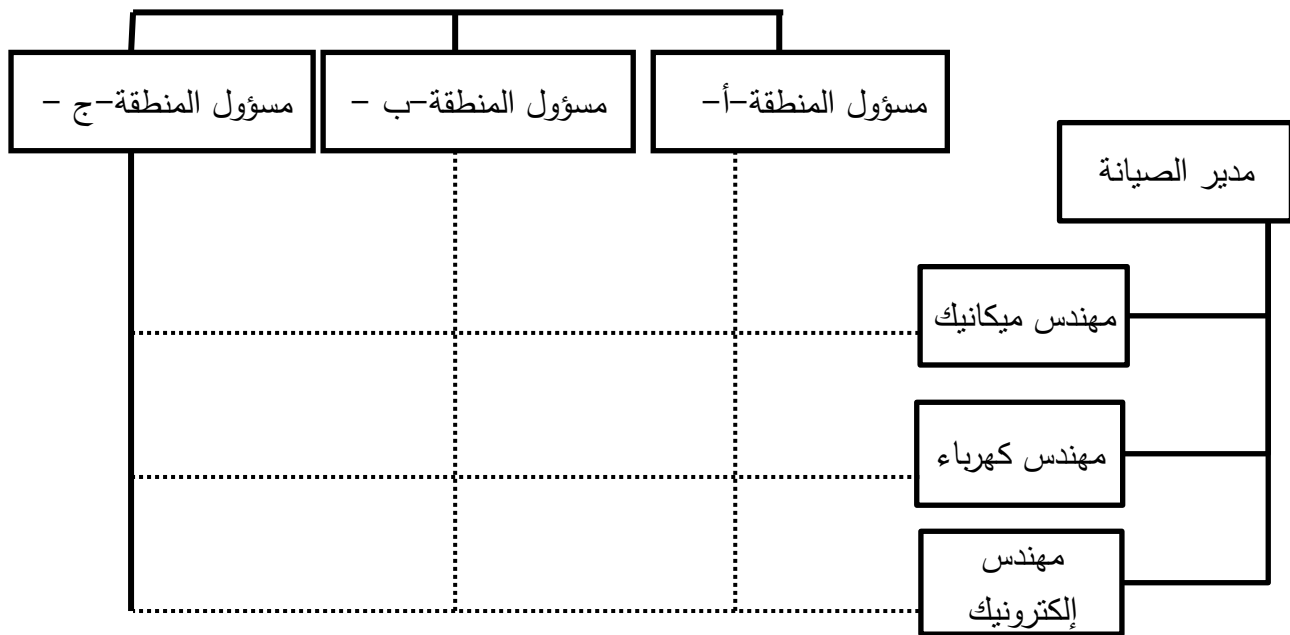 مسؤول المنطقة-أ-
مسؤول المنطقة-ب -
مسؤول المنطقة-ج -
مدير الصيانة
مهندس ميكانيك
مهندس كهرباء
مهندس
إلكترونيك